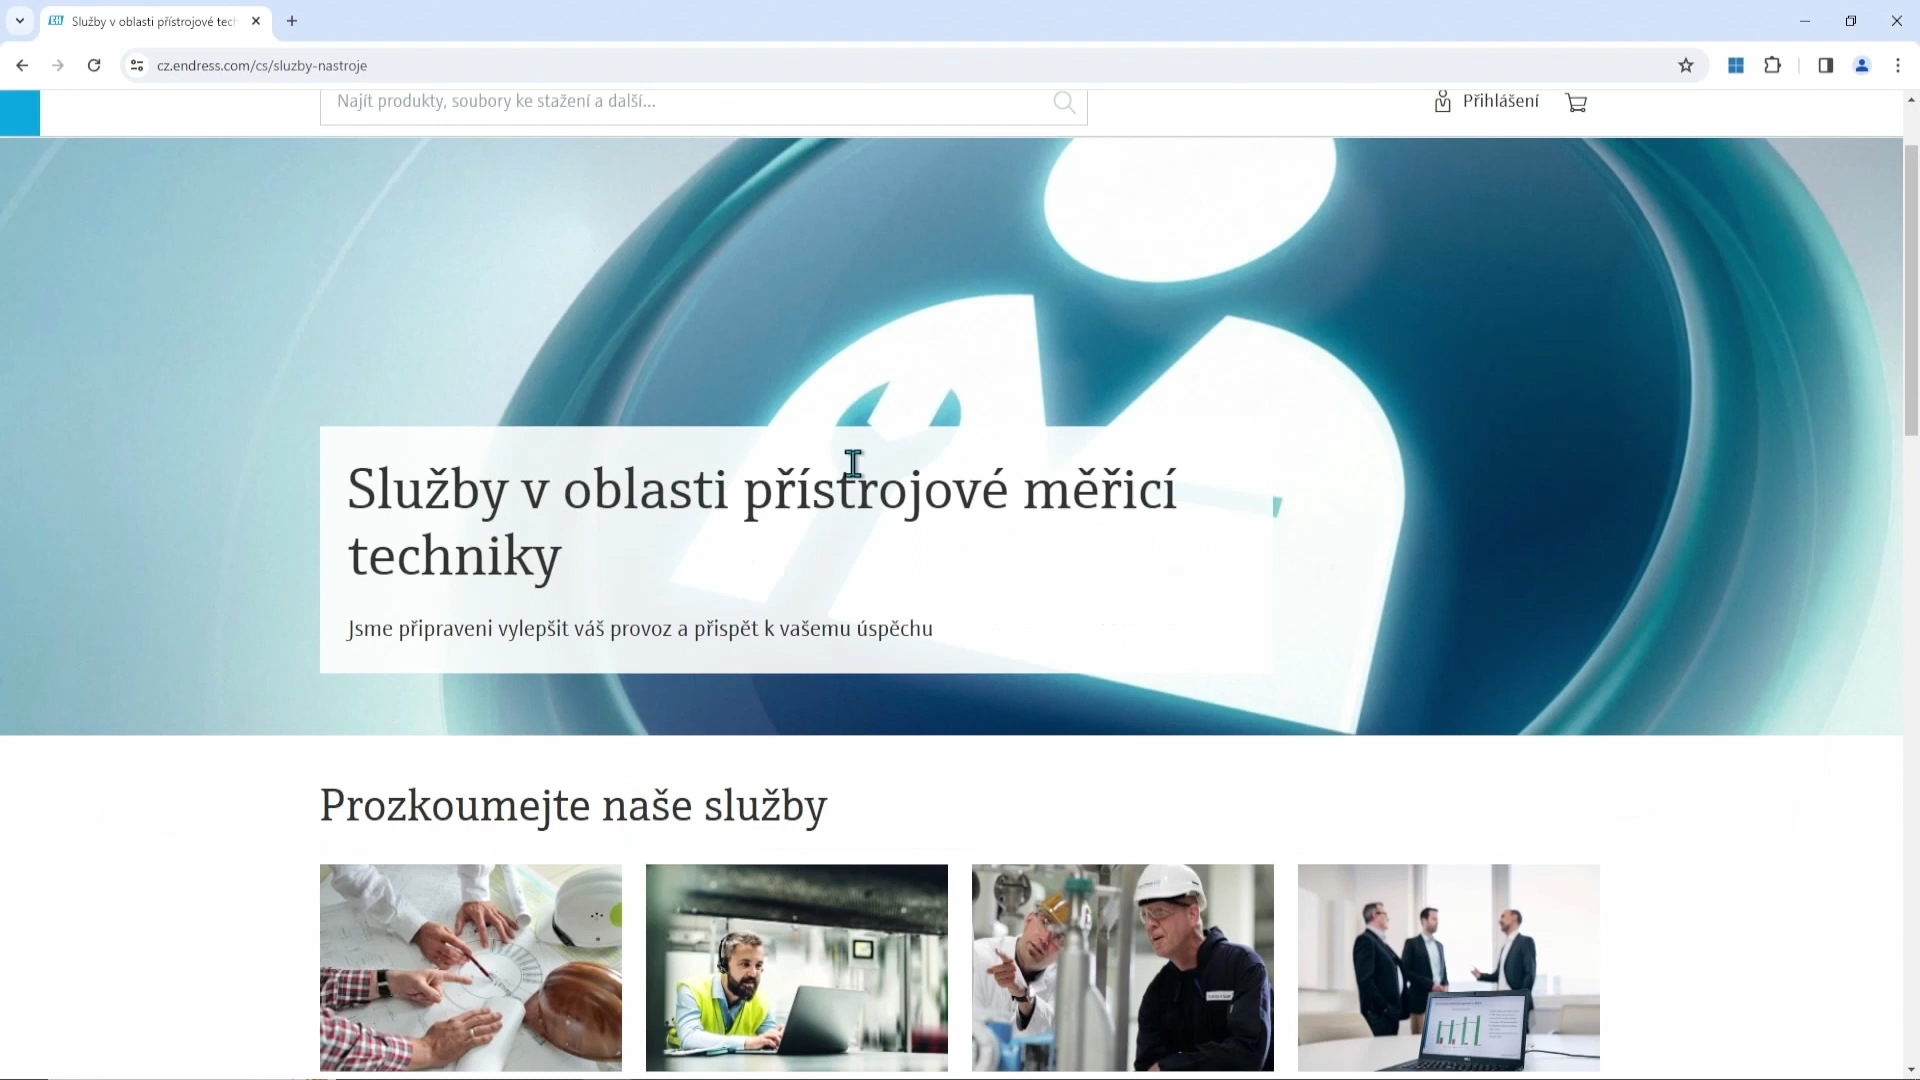 Služby v oblasti přístrojové tech
cz.endress.com/cs/sluzby-nastroje
Najít produkty, soubory ke stažení a další...
Přihlášení
Služby v oblasti přístrojové měřicí
techniky
Jsme připraveni vylepšit váš provoz a přispět k vašemu úspěchu
Prozkoumejte naše služby